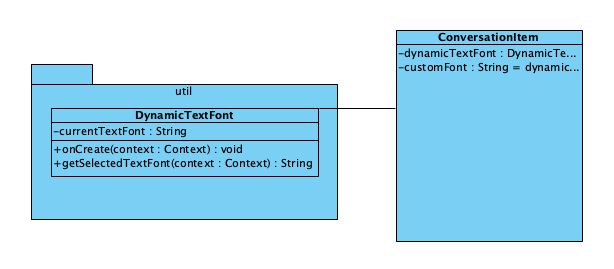 ConversationItem
-dynamicTextFont : DynamicTe...
-customFont : String = dynamic...
util
DynamicTextFont
-currentTextFont : String
+onCreate(context : Context) : void
+getSelectedTextFont(context : Context) : String